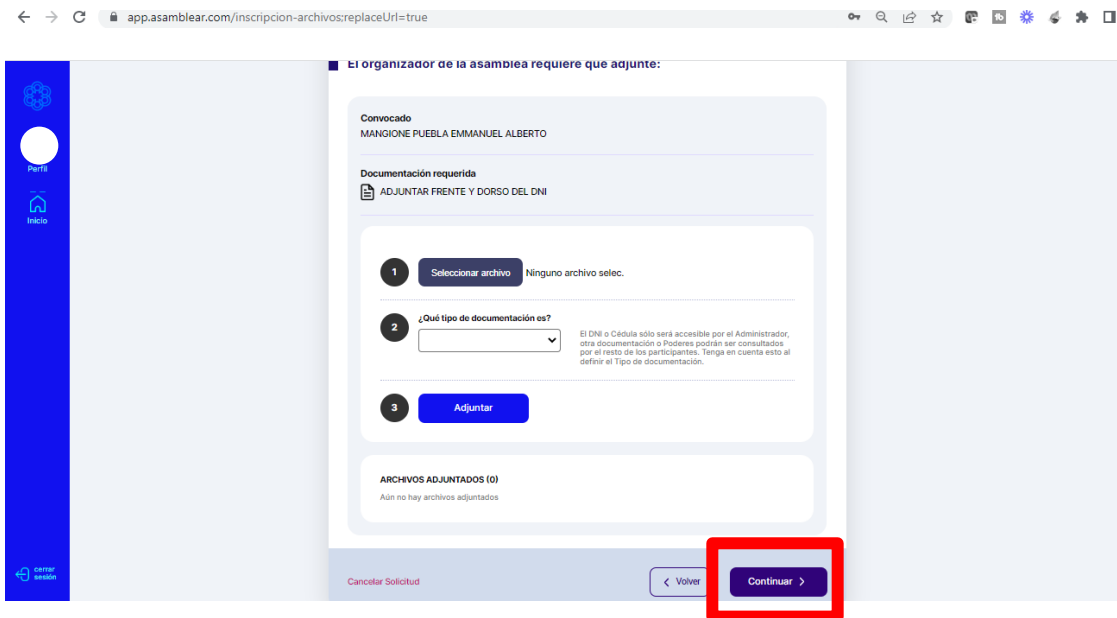 app.asamblear.com/inscripcion-archivos;replaceUrl=true
El organizador de la asamblea requiere que adjunte:
Perfil
Inicio
Convocado
MANGIONE PUEBLA EMMANUEL ALBERTO
Documentación requerida
ADJUNTAR FRENTE Y DORSO DEL DNI
1 Seleccionar archivo Ninguno archivo selec.
2 ¿Qué tipo de documentación es?
El DNI o Cédula sólo será accesible por el Administrador,
otra documentación o Poderes podrán ser consultados
por el resto de los participantes. Tenga en cuenta esto al
definir el Tipo de documentación.
3 Adjuntar
ARCHIVOS ADJUNTADOS (0)
Aún no hay archivos adjuntados
cerrar
sesión
Cancelar Solicitud
Volver
Continuar